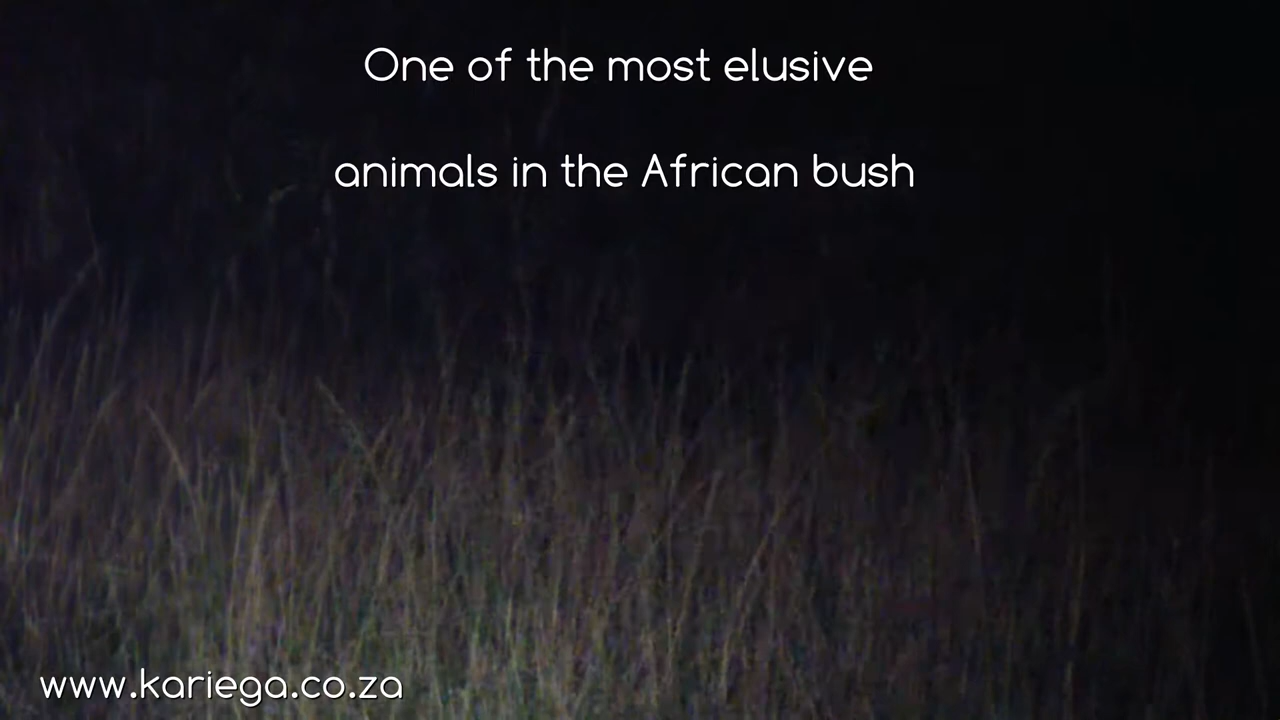 One of the most elusive
animals in the African bush
www.kariega.co.za